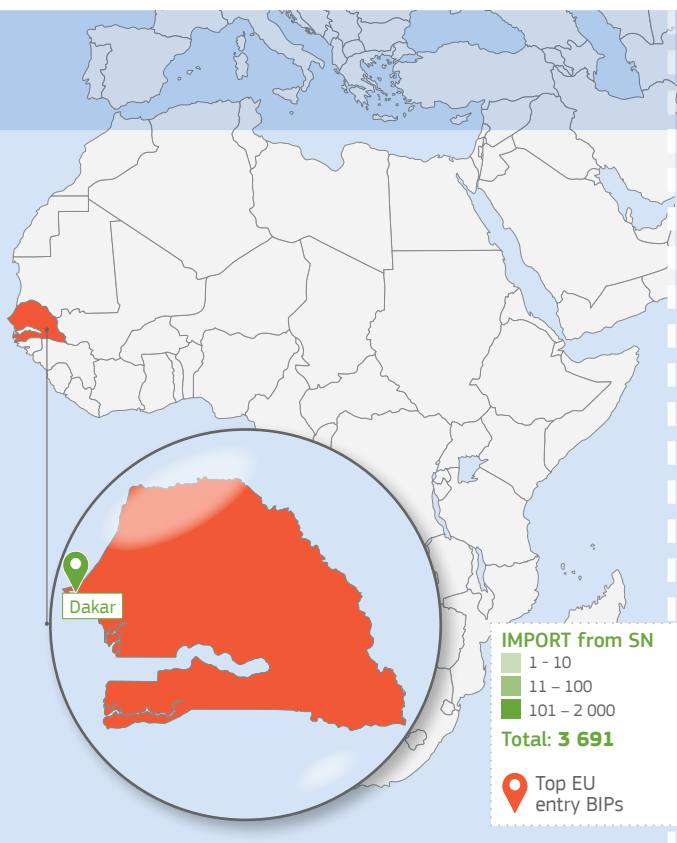 Dakar
IMPORT from SN
1 - 10
11 – 100
101 – 2 000
Total: 3 691
Top EU
entry BIPs